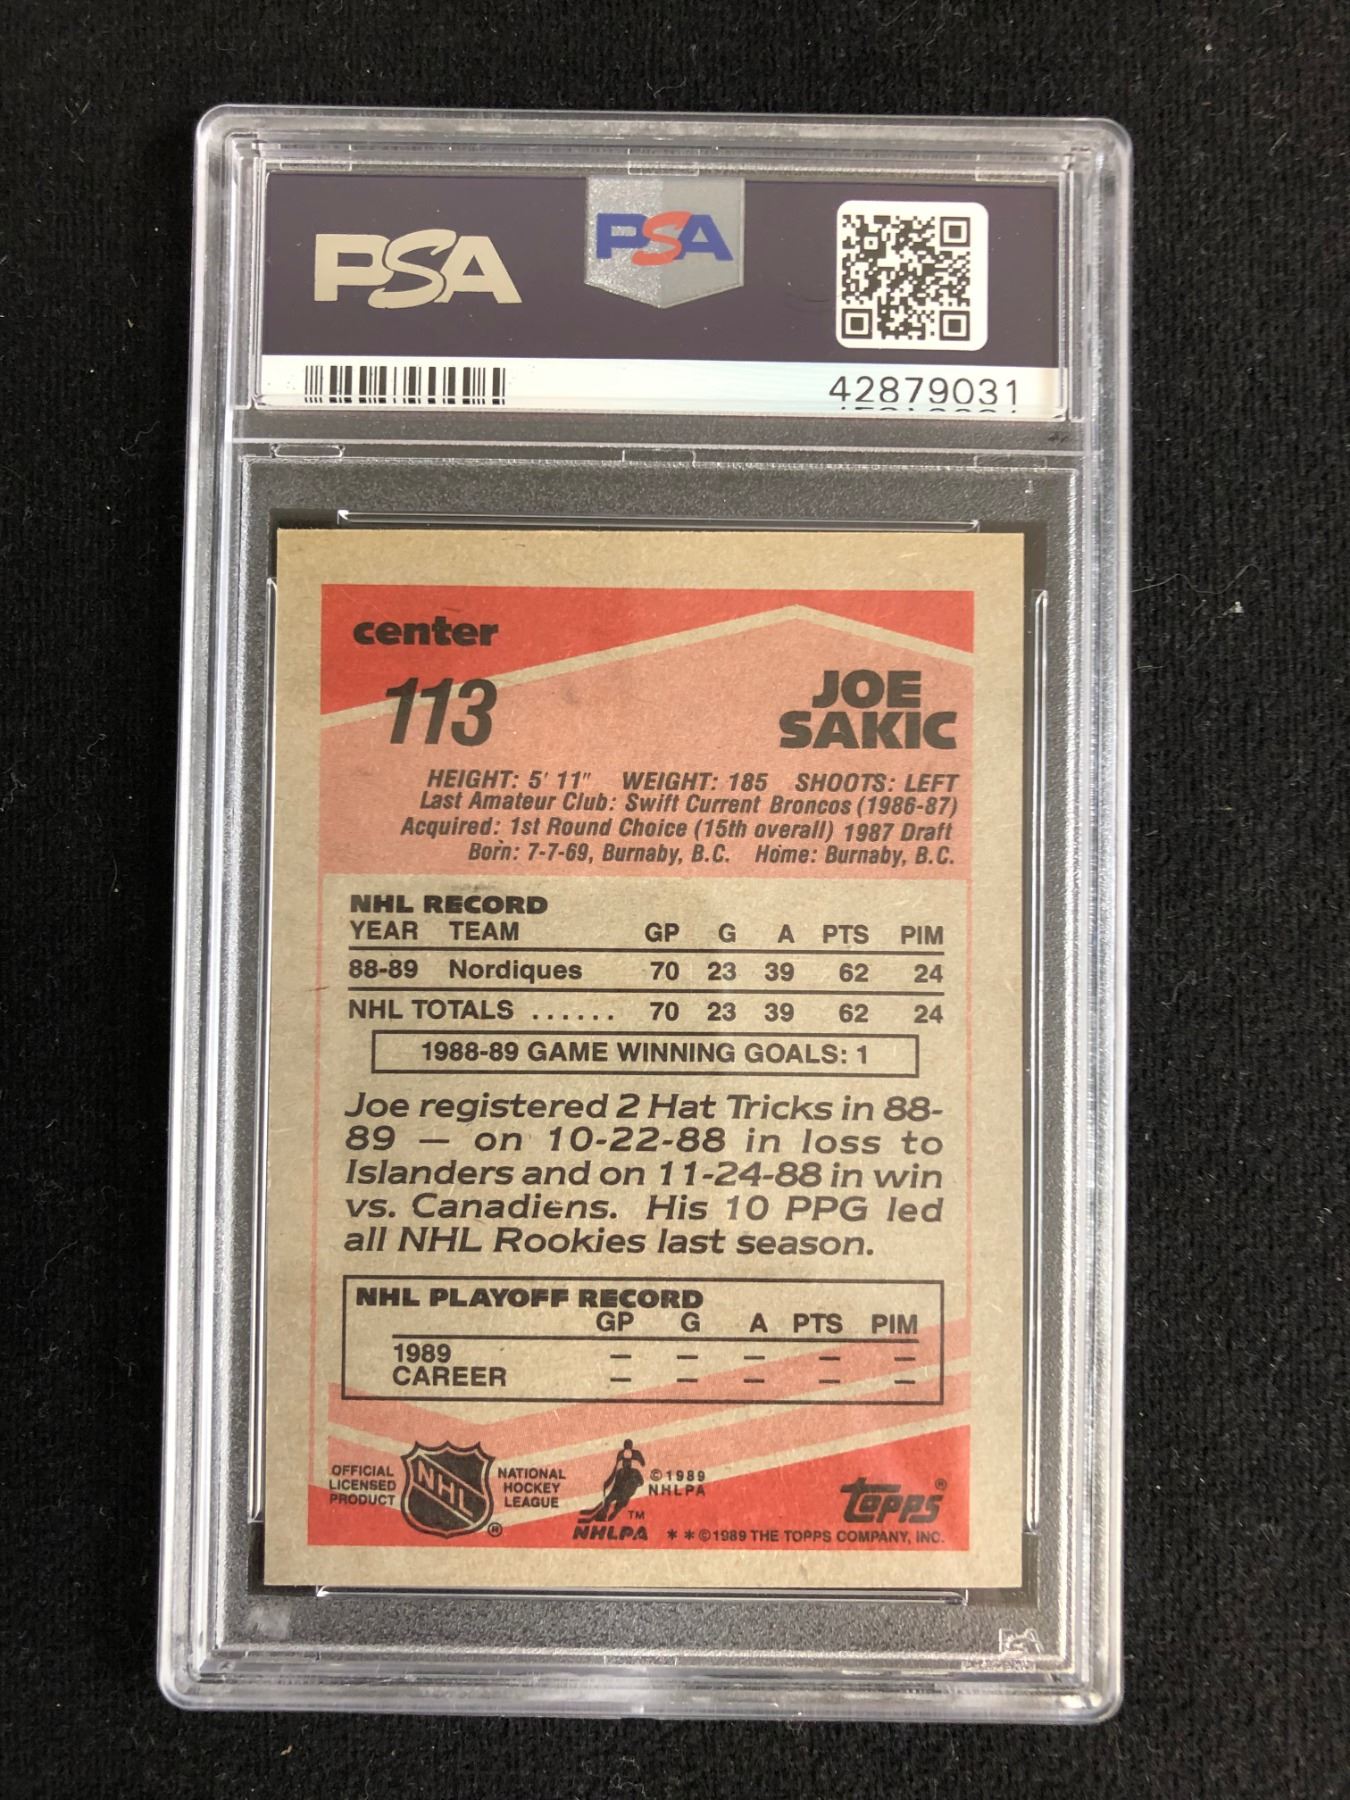 PSA
PSA
42879031
center
113
JOE
SAKIC
HEIGHT: 5' 11" WEIGHT: 185 SHOOTS: LEFT
Last Amateur Club: Swift Current Broncos (1986-87)
Acquired: 1st Round Choice (15th overall) 1987 Draft
Born: 7-7-69, Burnaby, B.C. Home: Burnaby, B.C.
NHL RECORD
YEAR TEAM GP G A PTS PIM
88-89 Nordiques 70 23 39 62 24
NHL TOTALS ...... 70 23 39 62 24
1988-89 GAME WINNING GOALS: 1
Joe registered 2 Hat Tricks in 88-
89 — on 10-22-88 in loss to
Islanders and on 11-24-88 in win
vs. Canadiens. His 10 PPG led
all NHL Rookies last season.
NHL PLAYOFF RECORD
GP G A PTS PIM
1989 — — — — —
CAREER — — — — —
OFFICIAL
LICENSED
PRODUCT
NHL ®
NATIONAL
HOCKEY
LEAGUE
©1989
NHLPA
TM
NHLPA
topps®
* * ©1989 THE TOPPS COMPANY, INC.